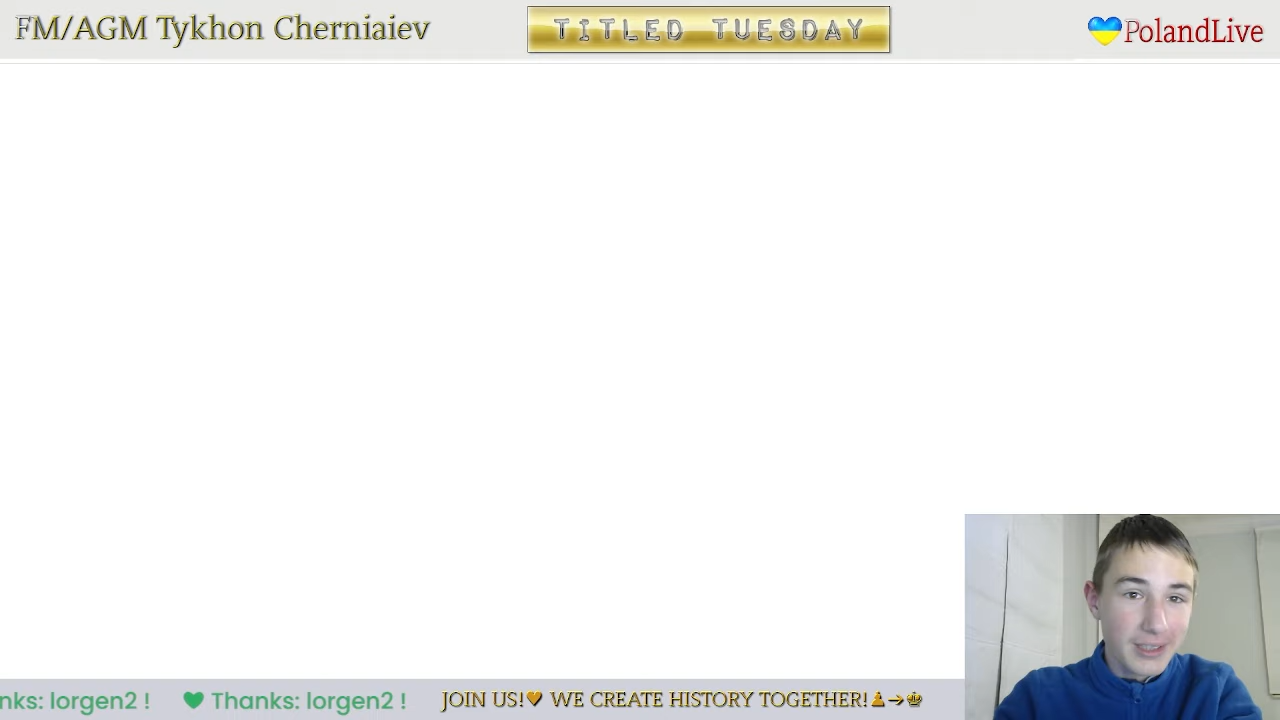 FM/AGM Tykhon Cherniaiev
TITLED TUESDAY
PolandLive
nks: lorgen2 ! Thanks: lorgen2 ! JOIN US! WE CREATE HISTORY TOGETHER!